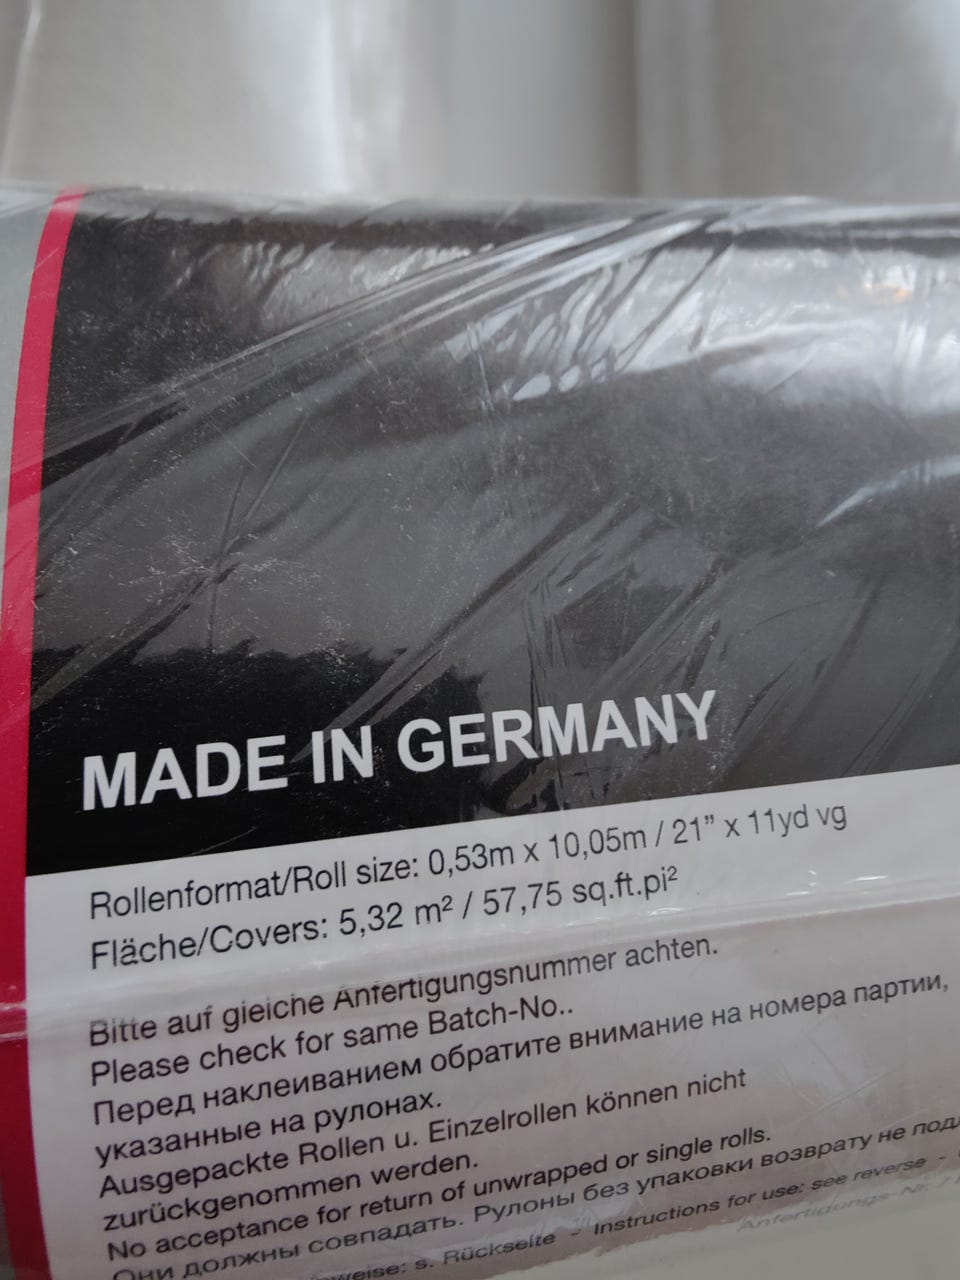 MADE IN GERMANY
Rollenformat/Roll size: 0,53m x 10,05m / 21” x 11yd vg
Fläche/Covers: 5,32 m² / 57,75 sq.ft.pi²
Bitte auf gleiche Anfertigungsnummer achten.
Please check for same Batch-No..
Перед наклеиванием обратите внимание на номера партии,
указанные на рулонах.
Ausgepackte Rollen u. Einzelrollen können nicht
zurückgenommen werden.
No acceptance for return of unwrapped or single rolls.
Они должны совпадать. Рулоны без упаковки возврату не
s. Rückseite - Instructions for use: see reverse -
Anfertigungs-Nr. /